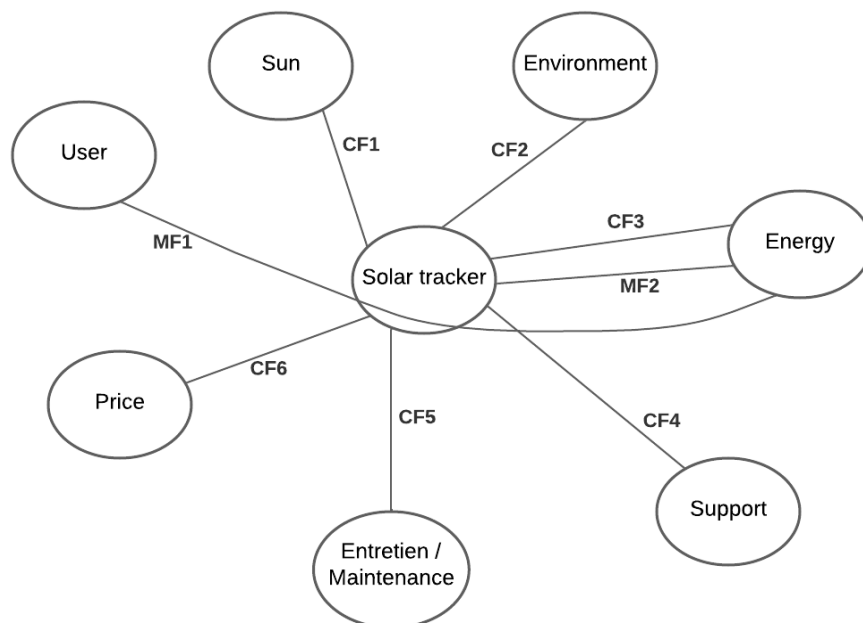 Sun
Environment
User
CF1
CF2
MF1
CF3
Energy
Solar tracker
MF2
CF6
Price
CF5
CF4
Support
Entretien /
Maintenance